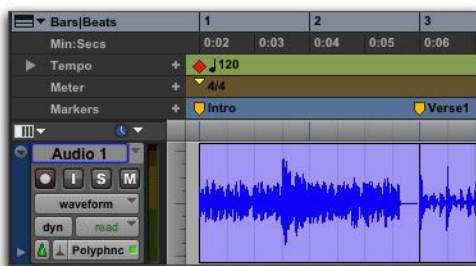 Bars|Beats 1 2 3
Min:Secs 0:02 0:03 0:04 0:05 0:06
Tempo + 120
Meter + 4/4
Markers + Intro Verse1
Audio 1
I S M
waveform
dyn read
Polyphnc